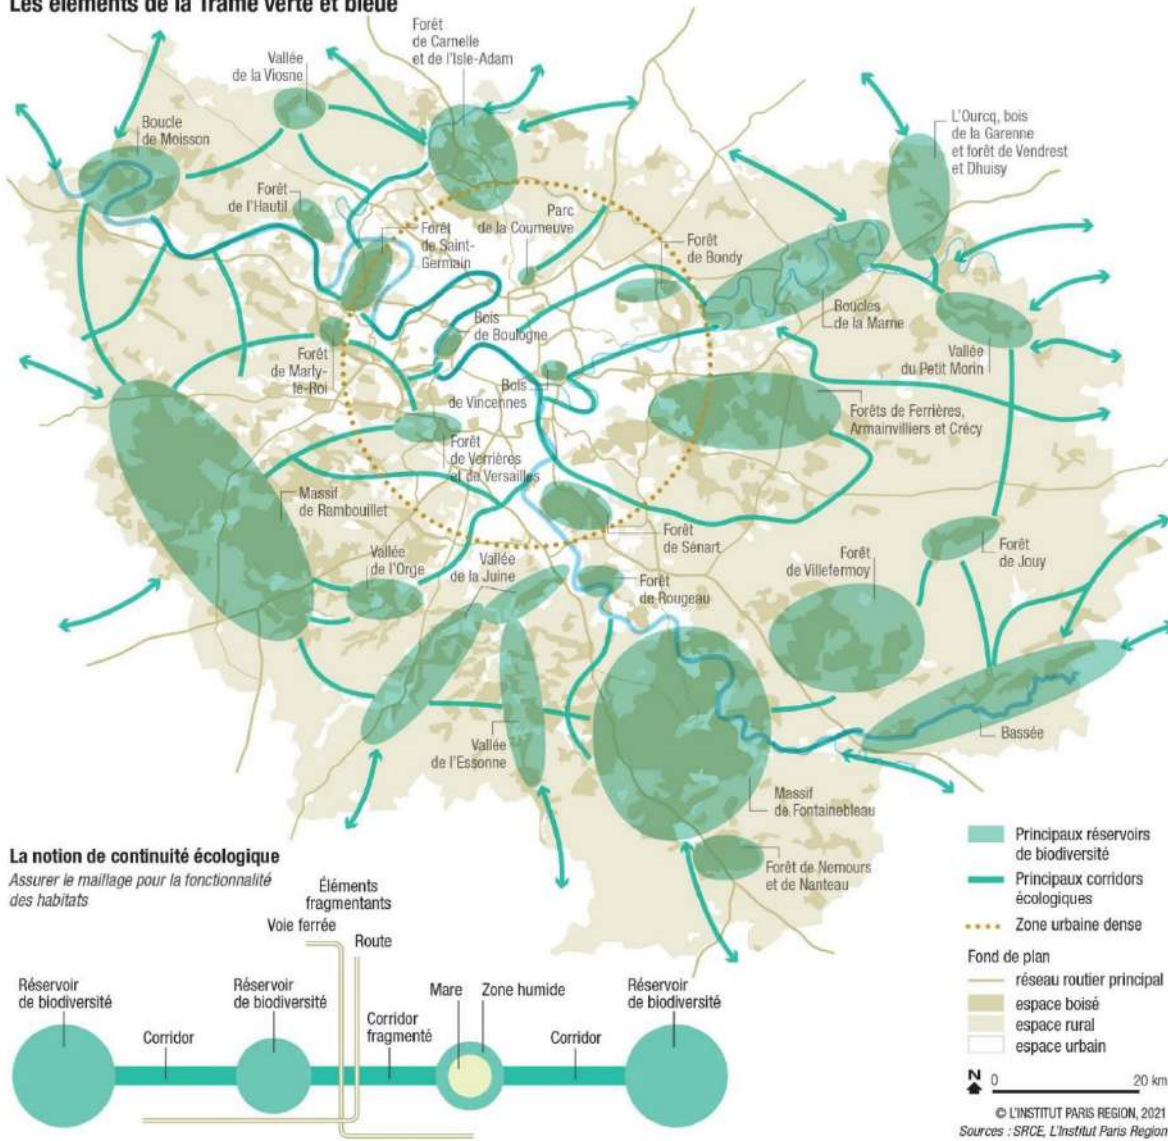 Les éléments de la Trame verte et bleue
Forêt
de Carnelle
et de l'Isle-Adam
Vallée
de la Viosne
Boucle
de Moisson
L'Ourcq, bois
de la Garenne
et forêt de Vendrest
et Dhuisy
Forêt
de l'Hautil
Parc
de la Courneuve
Forêt
de Saint-
Germain
Forêt
de Bondy
Bois
de Boulogne
Boucles
de la Marne
Forêt
de Marly-
le-Roi
Vallée
du Petit Morin
Bois
de Vincennes
Forêts de Ferrières,
Armainvilliers et Crécy
Forêt
de Verrières
et de Versailles
Massif
de Rambouillet
Forêt
de Sénart
Vallée
de l'Orge
Vallée
de la Juine
Forêt
de Villefermoy
Forêt
de Jouy
Forêt
de Rougeau
Bassée
Vallée
de l'Essonne
Massif
de Fontainebleau
Forêt de Nemours
et de Nanteau
La notion de continuité écologique
Assurer le maillage pour la fonctionnalité
des habitats
Éléments
fragmentants
Voie ferrée
Route
Réservoir
de biodiversité
Réservoir
de biodiversité
Mare
Zone humide
Réservoir
de biodiversité
Corridor
Corridor
fragmenté
Corridor
Principaux réservoirs
de biodiversité
Principaux corridors
écologiques
Zone urbaine dense
Fond de plan
réseau routier principal
espace boisé
espace rural
espace urbain
N
0 20 km
© L'INSTITUT PARIS REGION, 2021
Sources : SRCE, L'Institut Paris Region